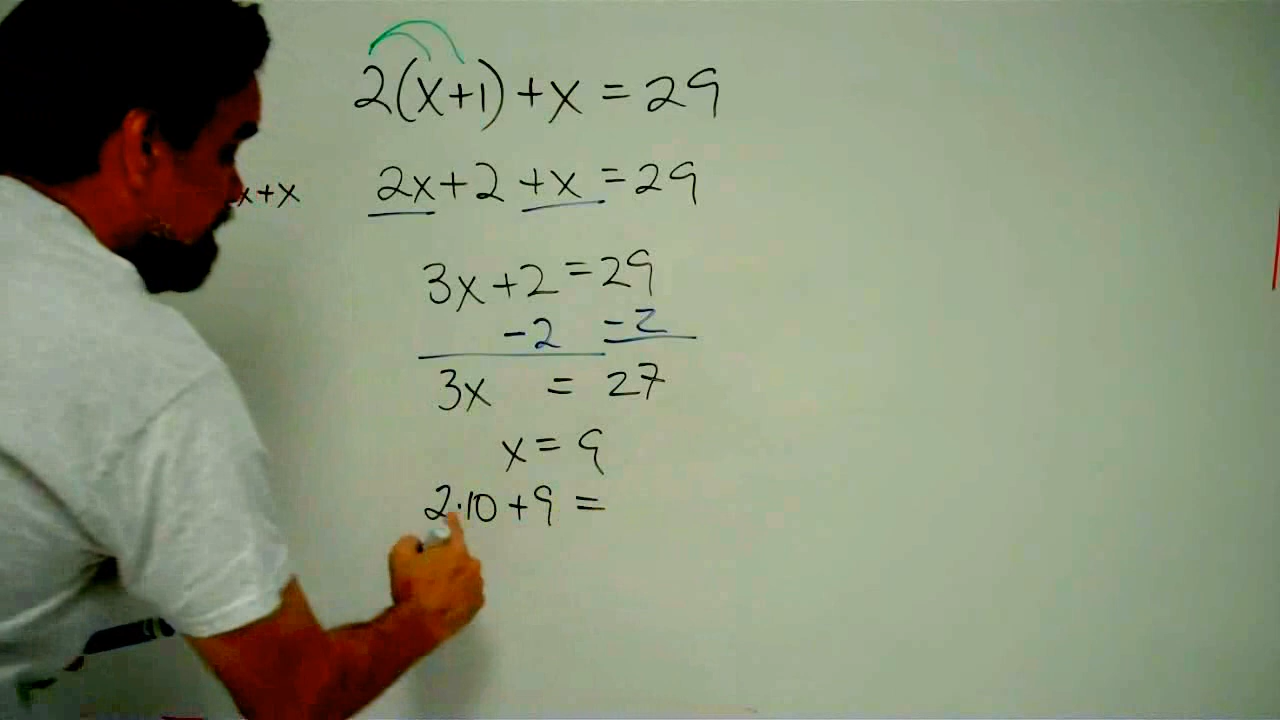 2(x+1)+x=29
x+x
2x+2+x=29
3x+2=29
-2 -2
3x = 27
x=9
2·10+9=